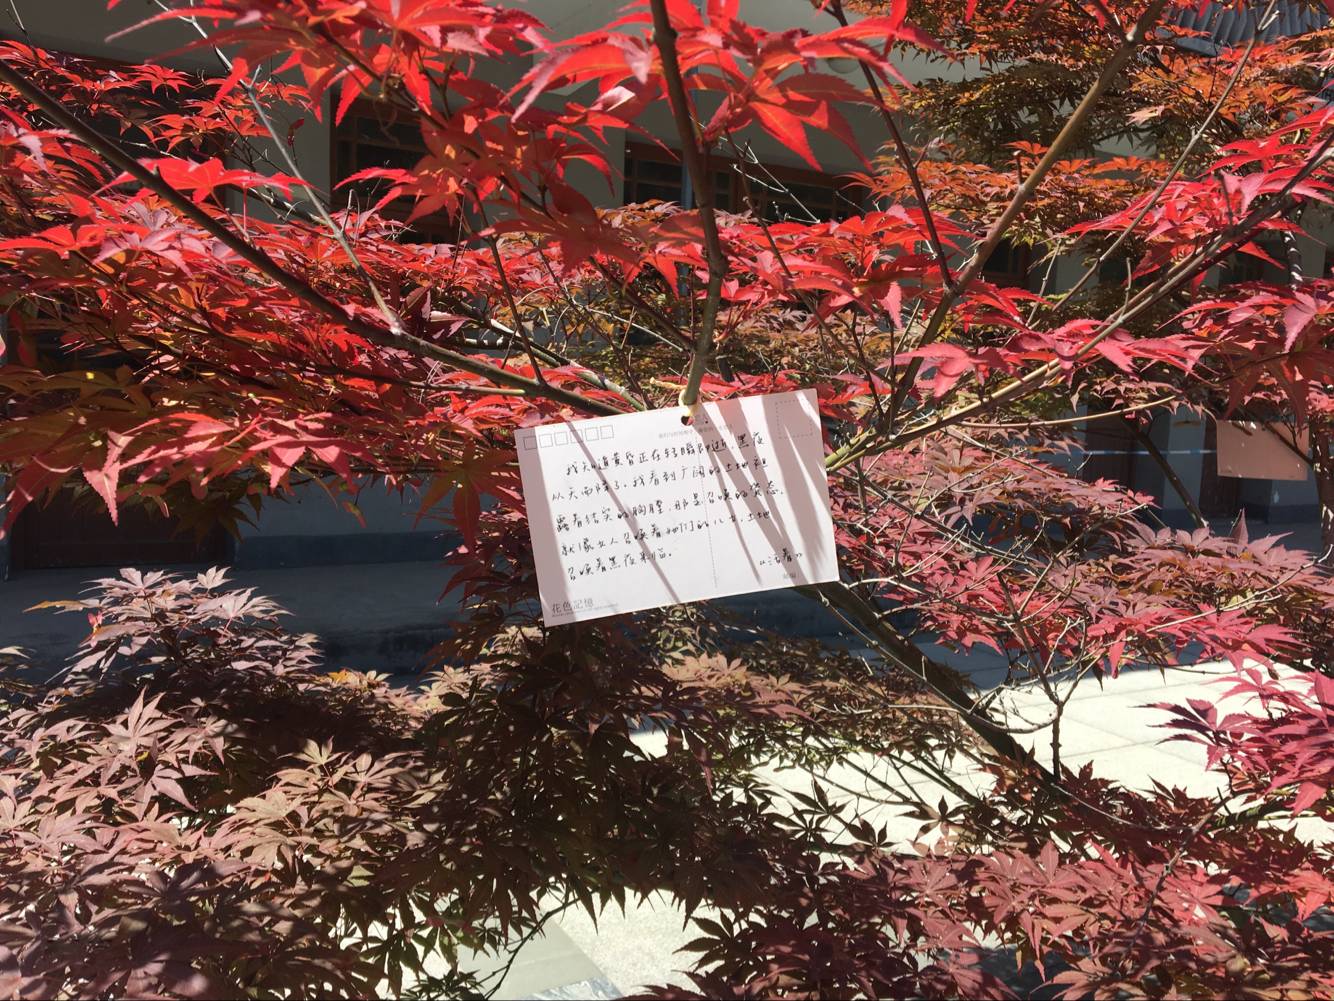 我知道黄昏正在转瞬即逝，黑夜
从天而降了。我看到广阔的土地袒
露着结实的胸膛，那是召唤的姿态，
就像女人召唤着她们的儿女，土地
召唤着黑夜来临。
《活着》
花色記憶